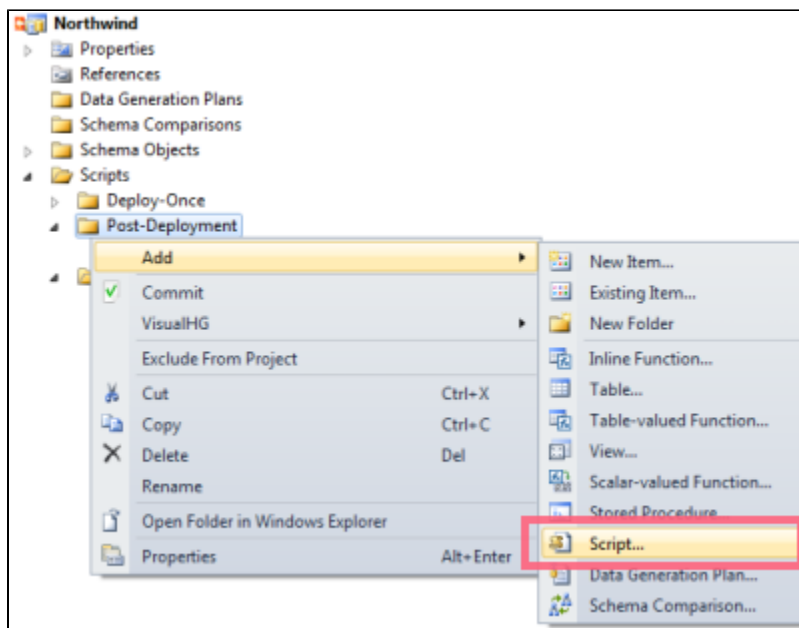 Northwind
Properties
References
Data Generation Plans
Schema Comparisons
Schema Objects
Scripts
Deploy-Once
Post-Deployment
Add
Commit
VisualHG
Exclude From Project
Cut Ctrl+X
Copy Ctrl+C
Delete Del
Rename
Open Folder in Windows Explorer
Properties Alt+Enter
New Item...
Existing Item...
New Folder
Inline Function...
Table...
Table-valued Function...
View...
Scalar-valued Function...
Stored Procedure...
Script...
Data Generation Plan...
Schema Comparison...